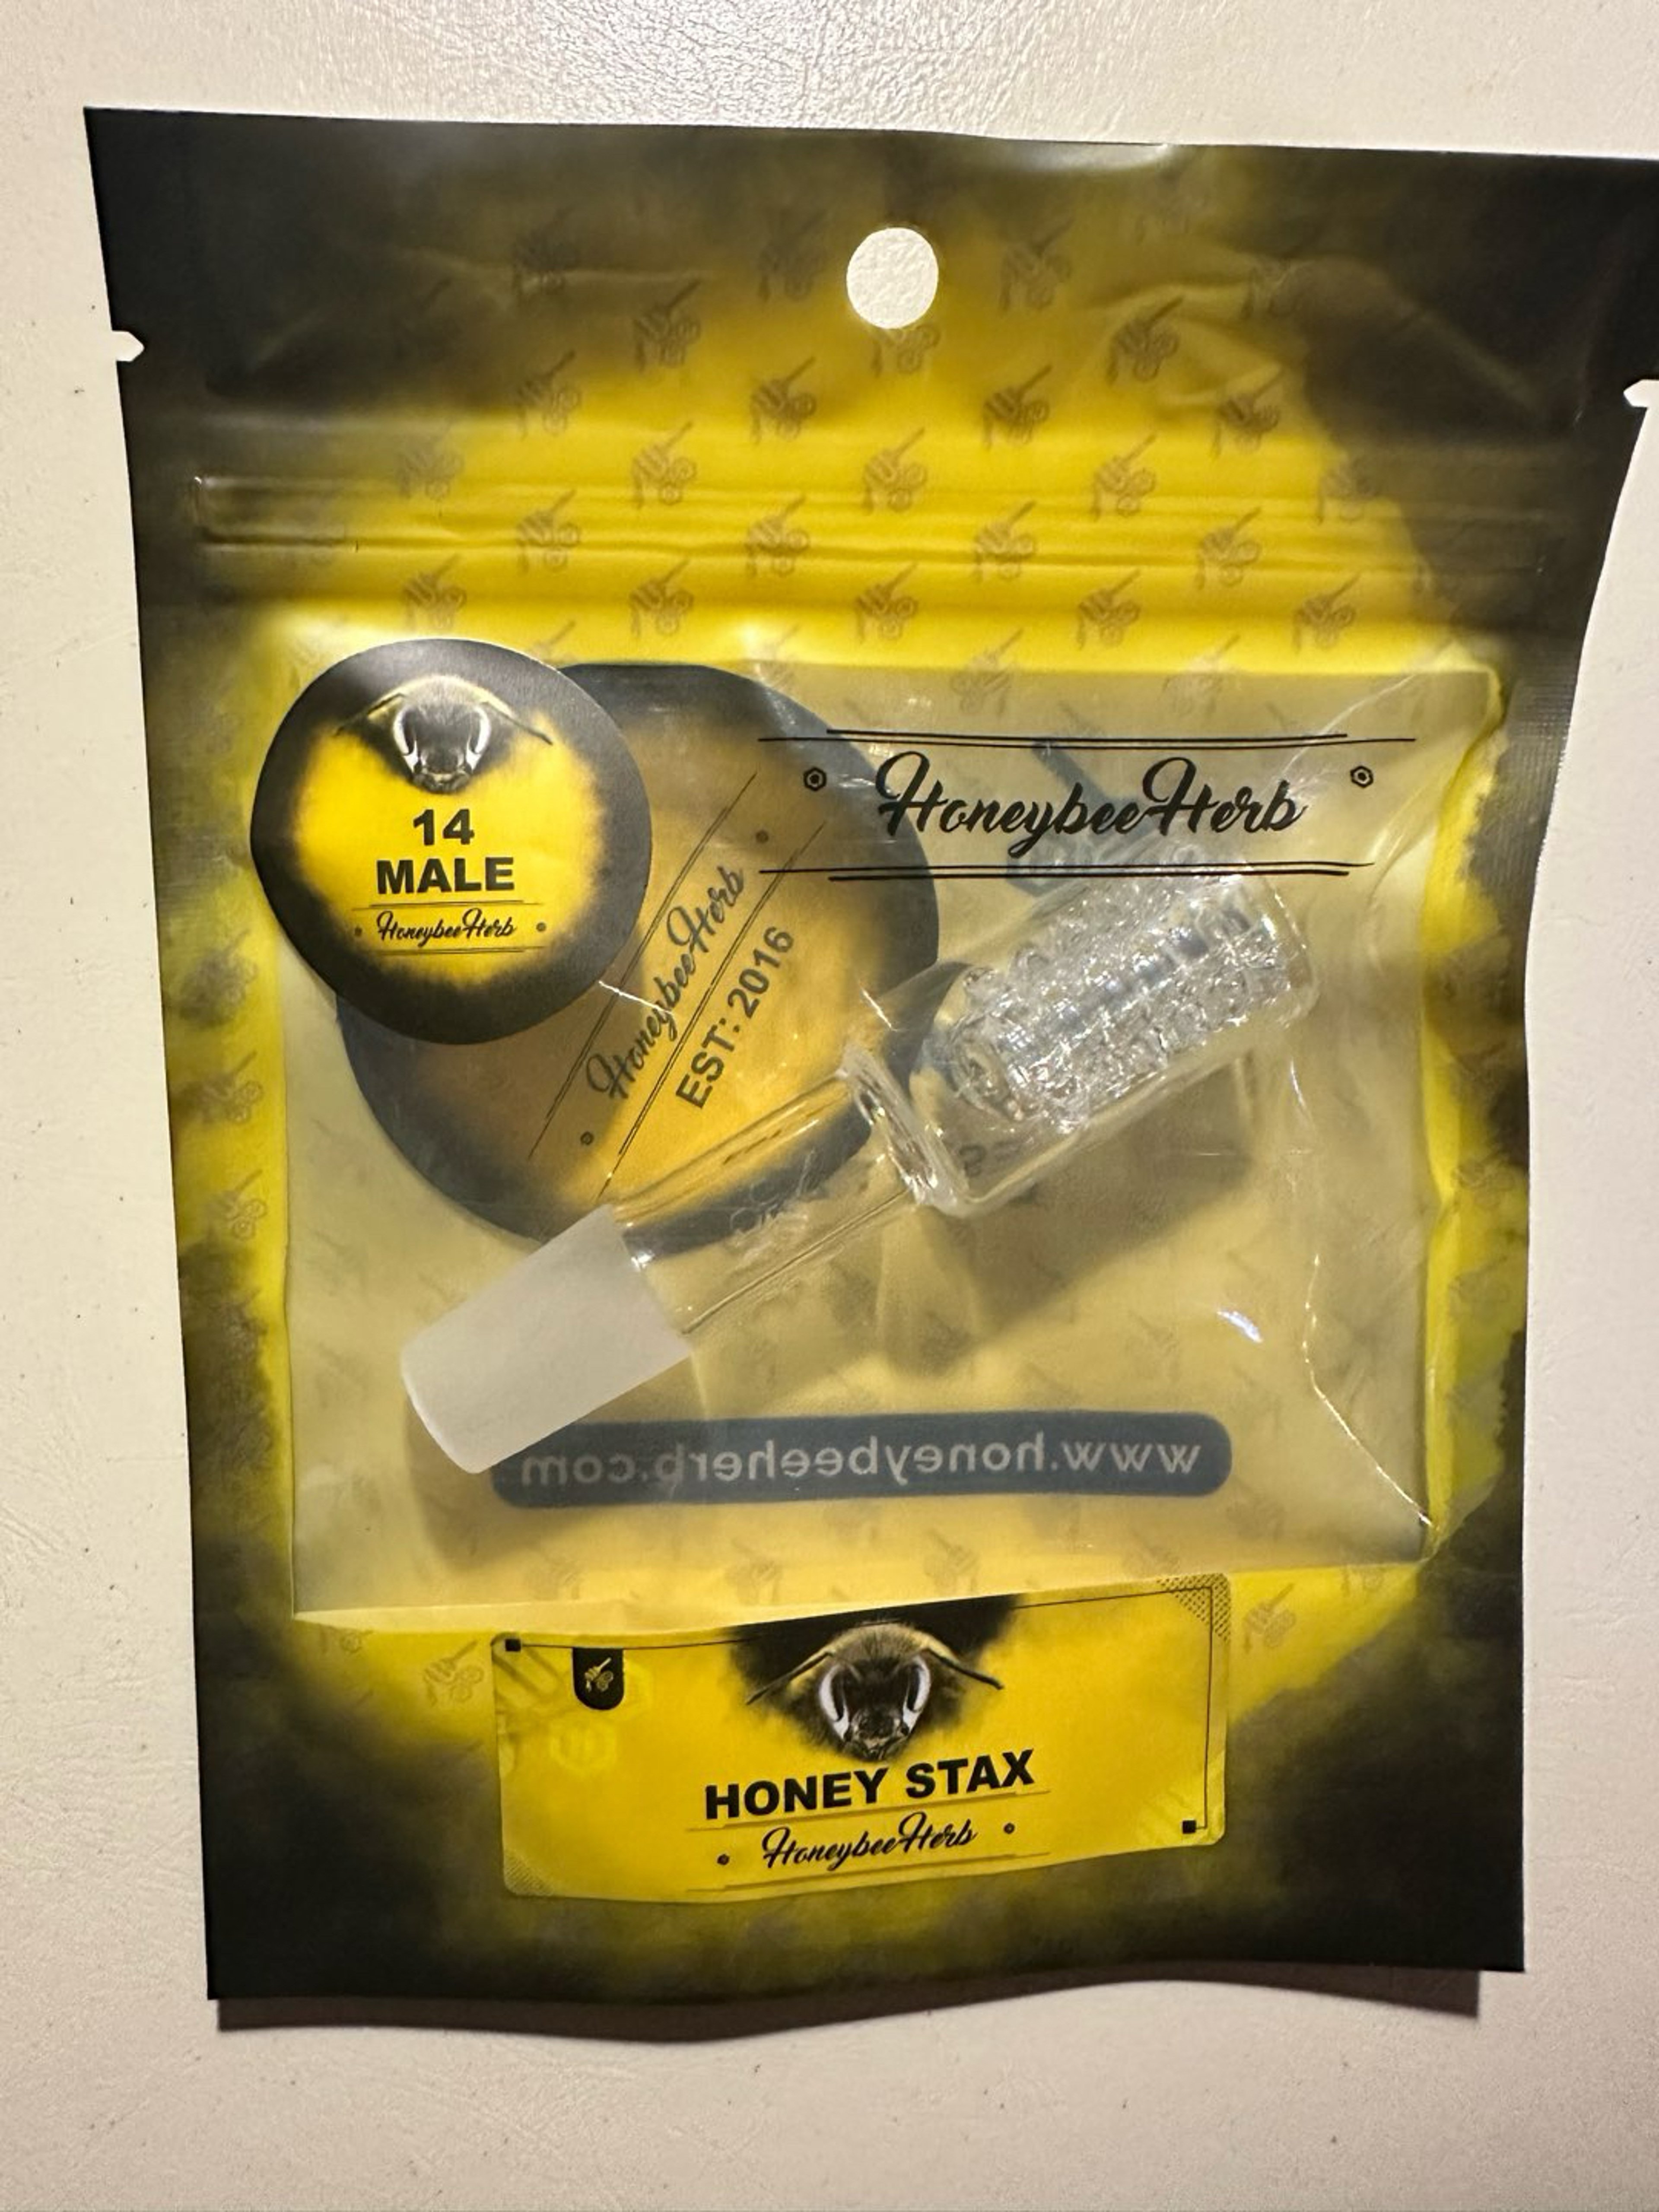 HoneybeeHerb
14
MALE
HoneybeeHerb
HoneybeeHerb
EST: 2016
www.honeybeeherb.com
HONEY STAX
HoneybeeHerb